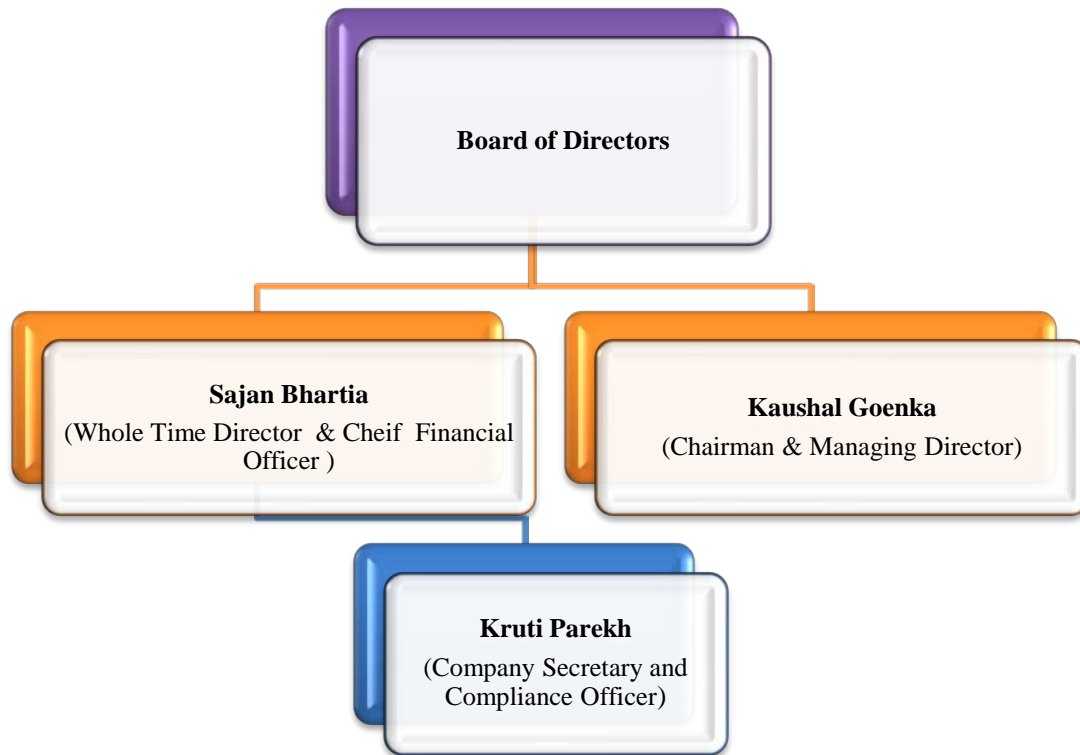 Board of Directors
Sajan Bhartia
(Whole Time Director & Cheif Financial
Officer )
Kaushal Goenka
(Chairman & Managing Director)
Kruti Parekh
(Company Secretary and
Compliance Officer)